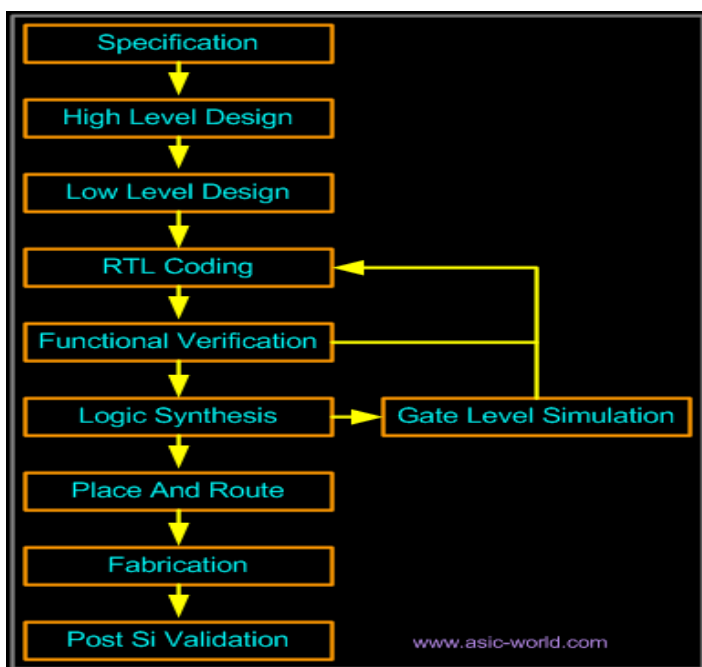 Specification
High Level Design
Low Level Design
RTL Coding
Functional Verification
Logic Synthesis
Gate Level Simulation
Place And Route
Fabrication
Post Si Validation
www.asic-world.com